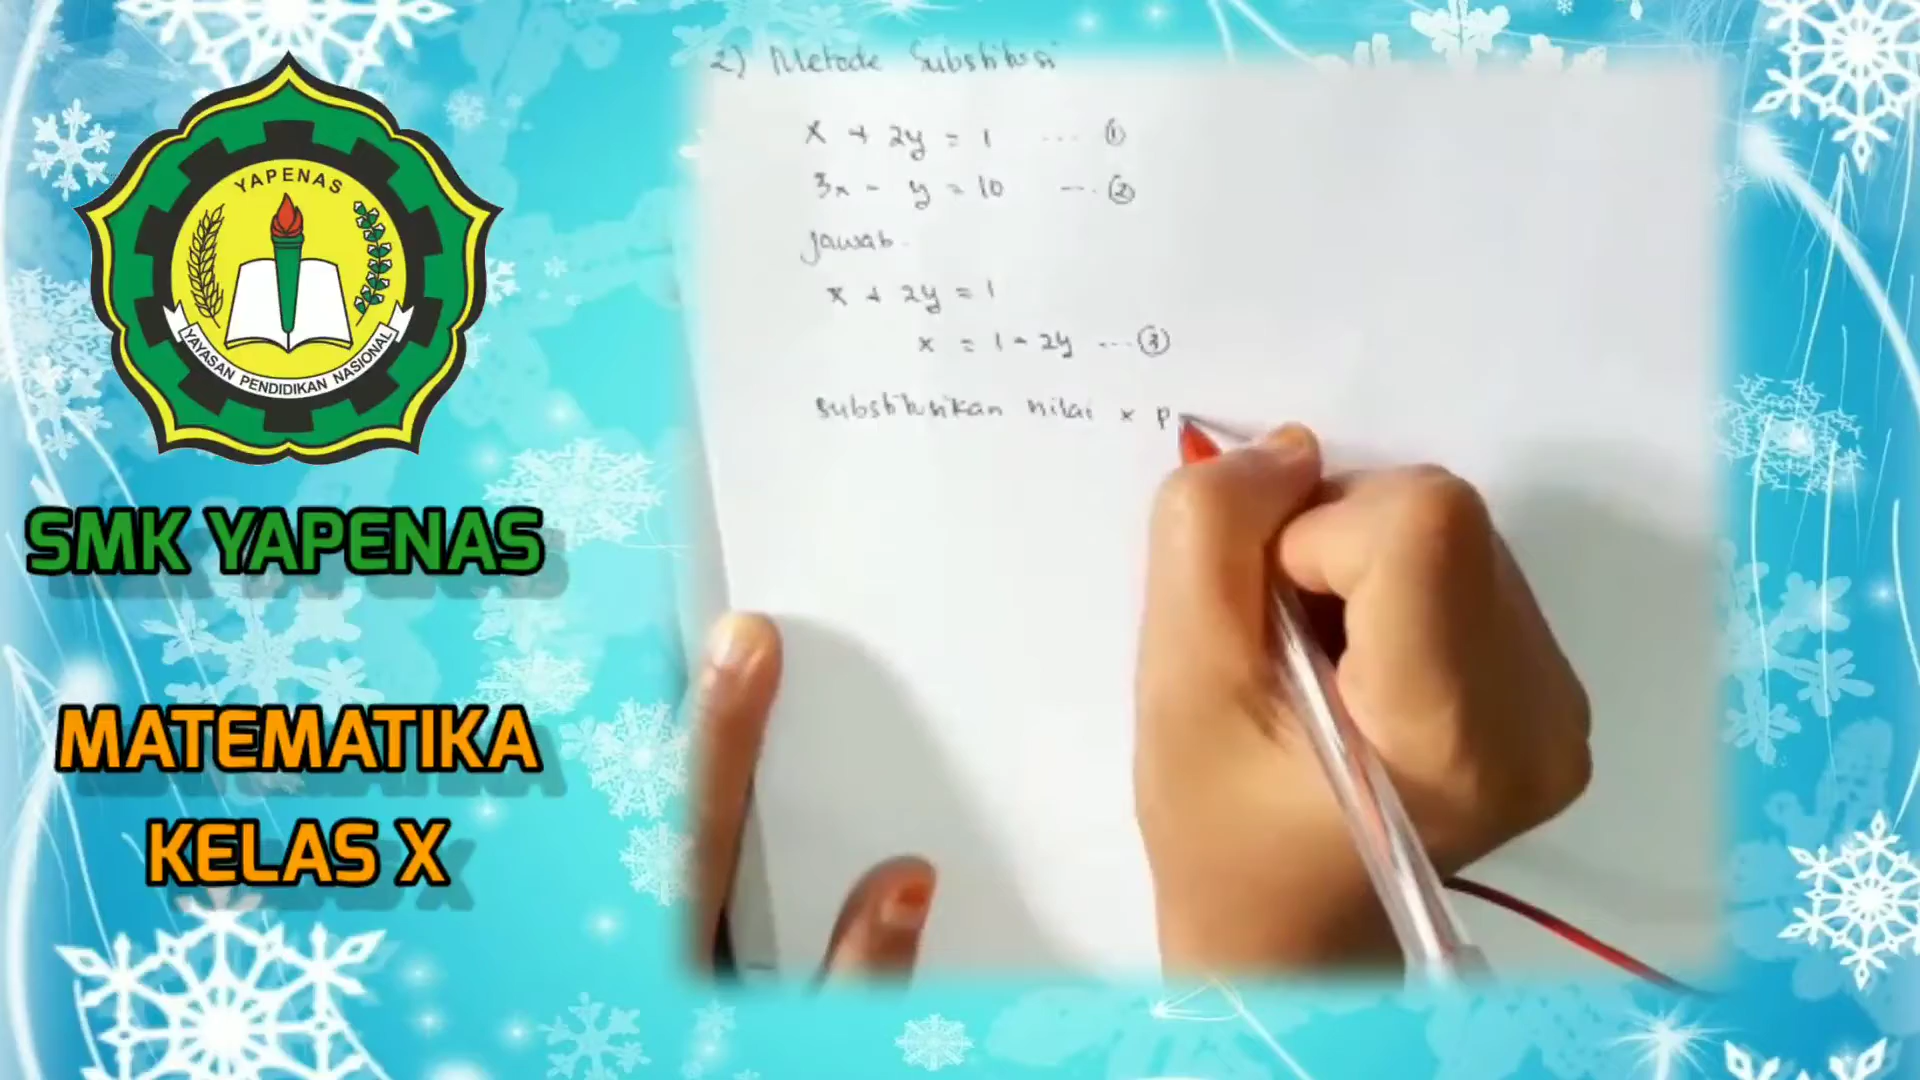 YAPENAS
YAYASAN PENDIDIKAN NASIONAL
SMK YAPENAS
MATEMATIKA
KELAS X
2) Metode Substitusi
x + 2y = 1 .... ①
3x - y = 10 .... ②
Jawab.
x + 2y = 1
x = 1 - 2y .... ③
substitusikan nilai x p